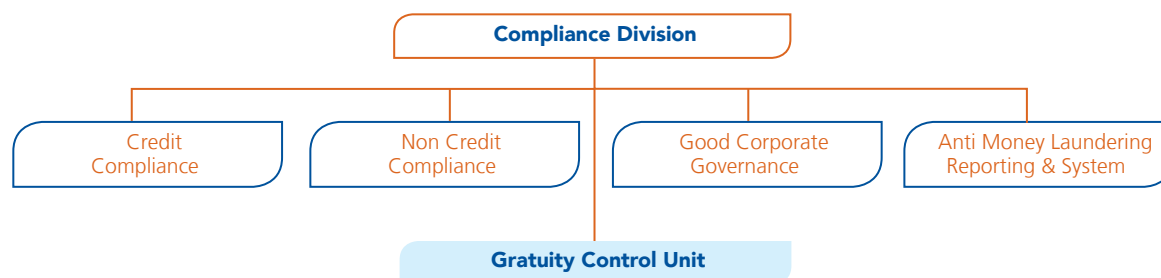 Compliance Division
Credit
Compliance
Non Credit
Compliance
Good Corporate
Governance
Anti Money Laundering
Reporting & System
Gratuity Control Unit